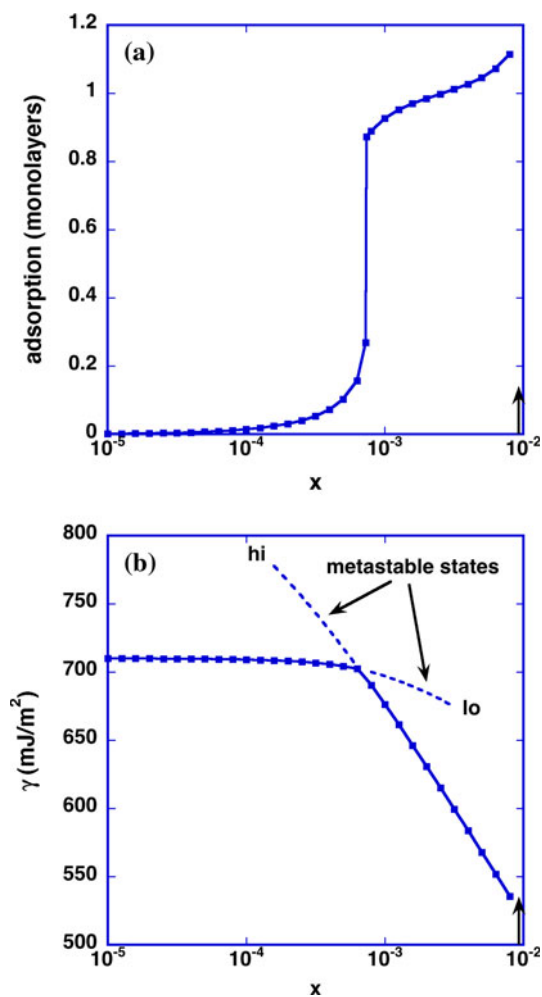 (a)
adsorption (monolayers)
1.2
1
0.8
0.6
0.4
0.2
0
10⁻⁵
10⁻⁴
10⁻³
10⁻²
x
(b)
hi
metastable states
lo
γ (mJ/m²)
800
750
700
650
600
550
500
10⁻⁵
10⁻⁴
10⁻³
10⁻²
x